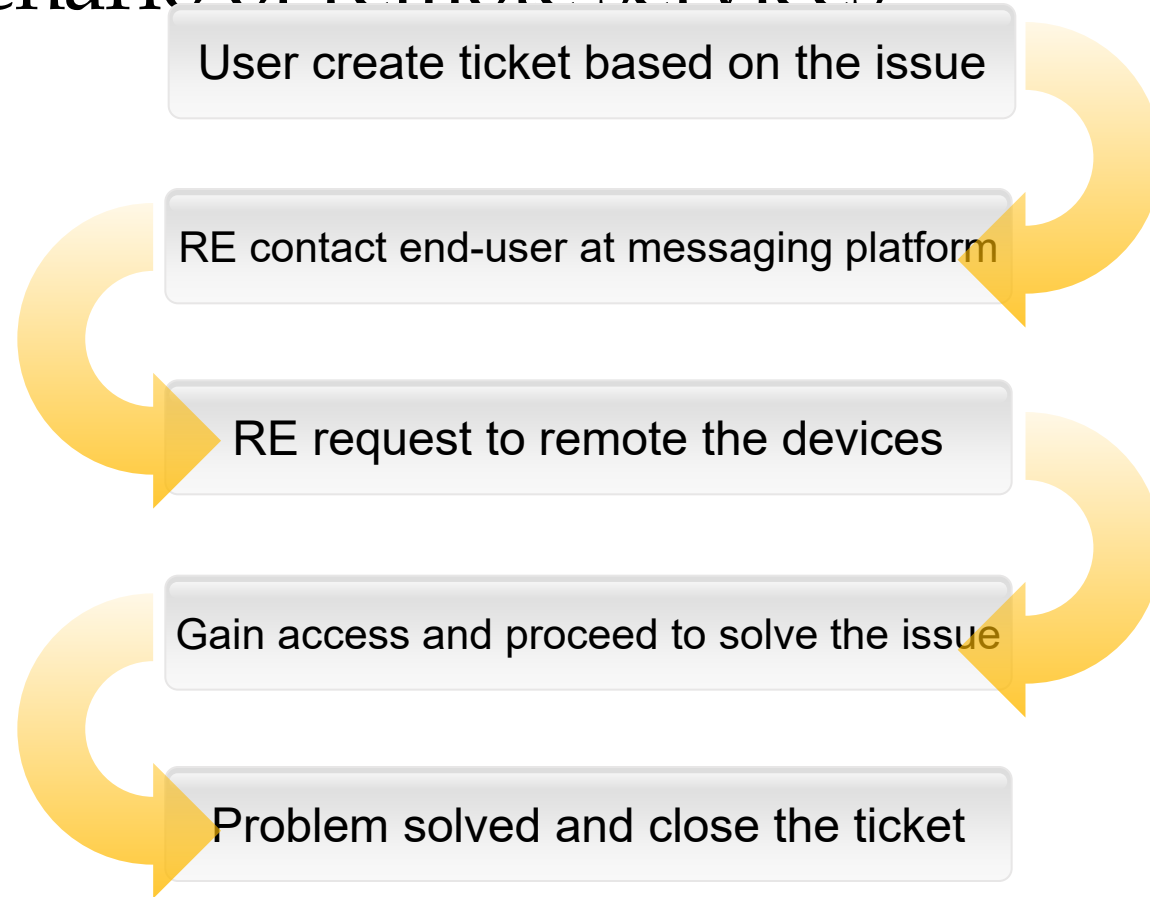 User create ticket based on the issue
RE contact end-user at messaging platform
RE request to remote the devices
Gain access and proceed to solve the issue
Problem solved and close the ticket